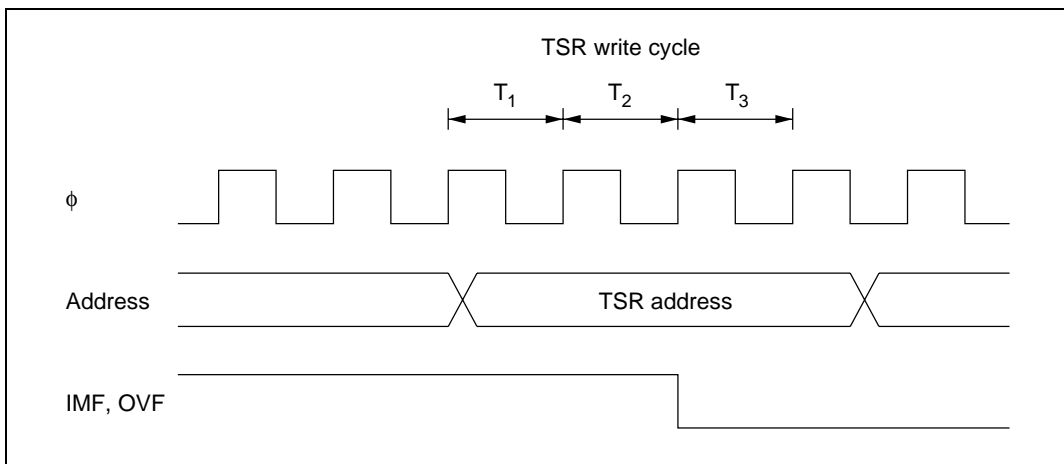 TSR write cycle
T1 T2 T3
ϕ
Address TSR address
IMF, OVF